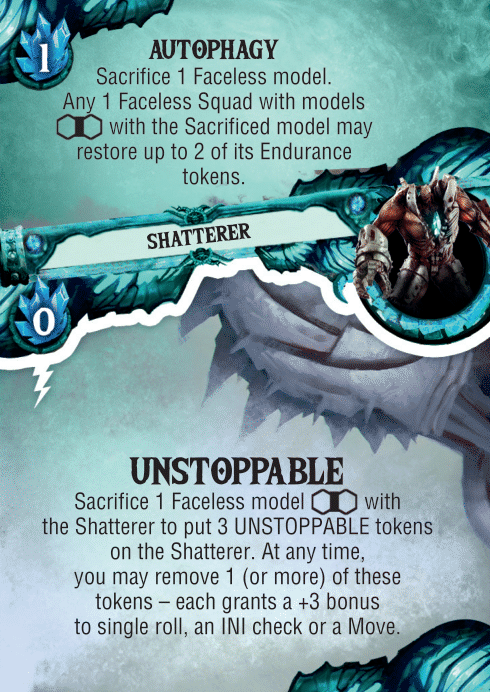 1
AUTOPHAGY
Sacrifice 1 Faceless model.
Any 1 Faceless Squad with models
with the Sacrificed model may
restore up to 2 of its Endurance
tokens.
SHATTERER
0
UNSTOPPABLE
Sacrifice 1 Faceless model with
the Shatterer to put 3 UNSTOPPABLE tokens
on the Shatterer. At any time,
you may remove 1 (or more) of these
tokens – each grants a +3 bonus
to single roll, an INI check or a Move.